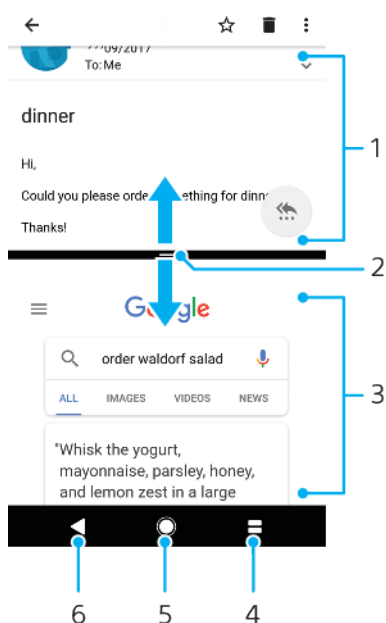 09/2017
To: Me
dinner
Hi,
Could you please orde ething for dinn
Thanks!
1
2
Google
order waldorf salad
3
ALL IMAGES VIDEOS NEWS
"Whisk the yogurt,
mayonnaise, parsley, honey,
and lemon zest in a large
6 5 4